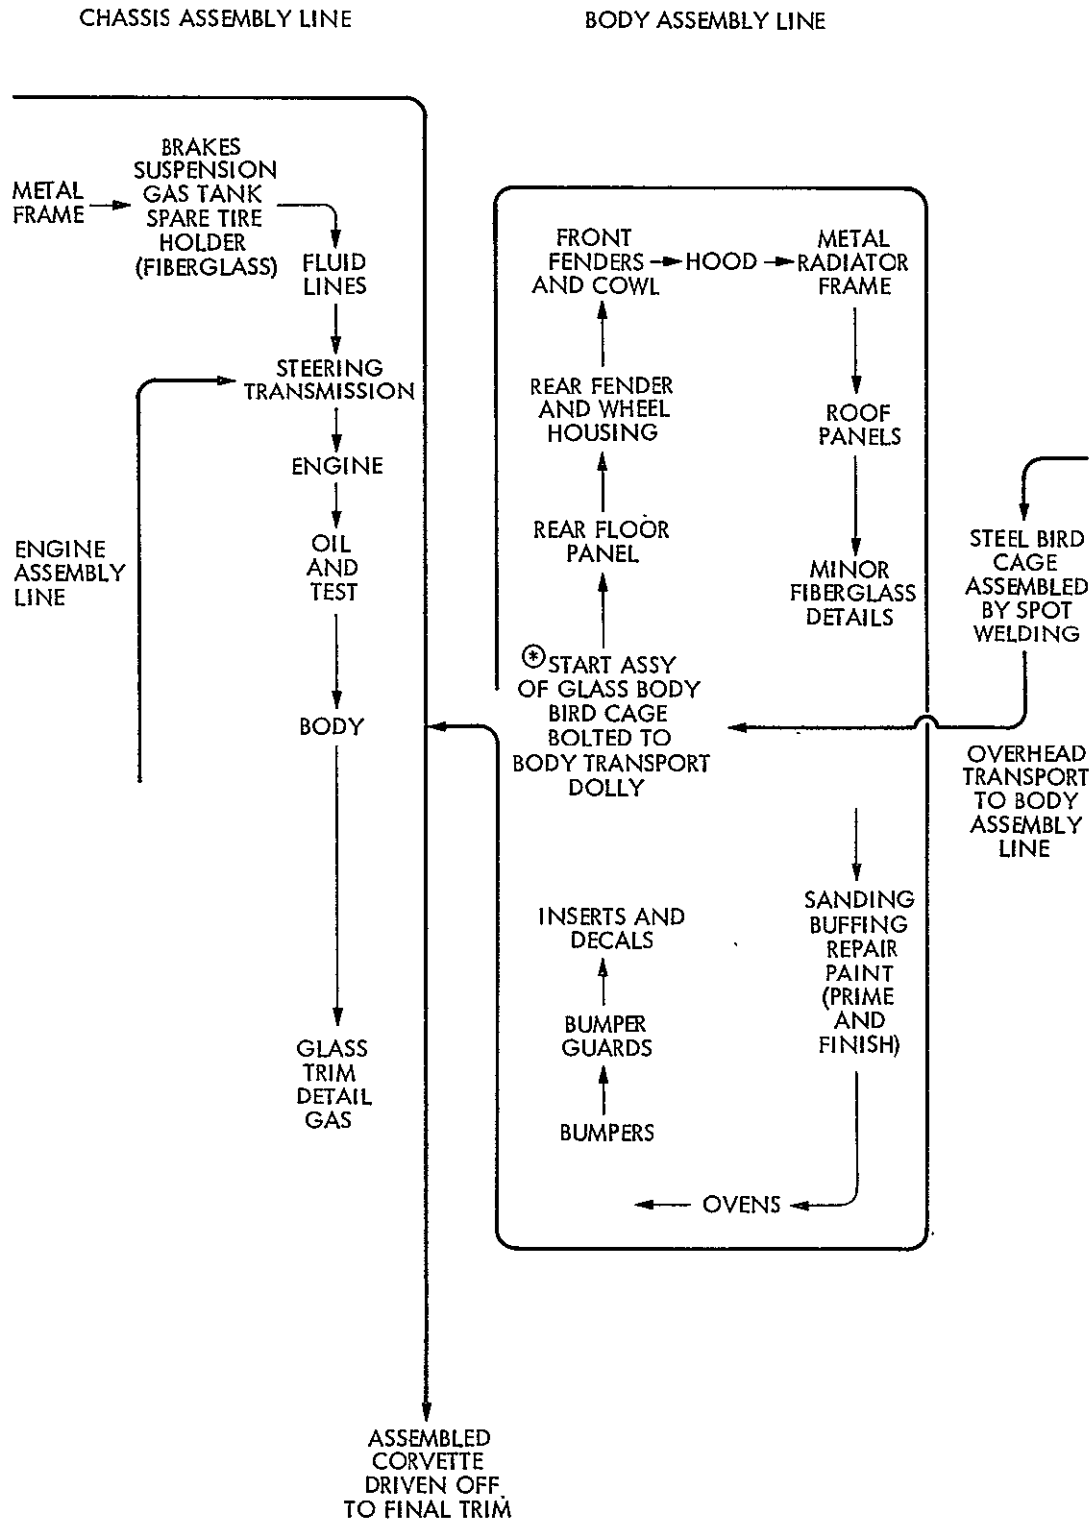 CHASSIS ASSEMBLY LINE
BODY ASSEMBLY LINE
METAL
FRAME
BRAKES
SUSPENSION
GAS TANK
SPARE TIRE
HOLDER
(FIBERGLASS)
FLUID
LINES
STEERING
TRANSMISSION
ENGINE
OIL
AND
TEST
BODY
GLASS
TRIM
DETAIL
GAS
ENGINE
ASSEMBLY
LINE
FRONT
FENDERS
AND COWL
HOOD
METAL
RADIATOR
FRAME
REAR FENDER
AND WHEEL
HOUSING
ROOF
PANELS
REAR FLOOR
PANEL
MINOR
FIBERGLASS
DETAILS
* START ASSY
OF GLASS BODY
BIRD CAGE
BOLTED TO
BODY TRANSPORT
DOLLY
STEEL BIRD
CAGE
ASSEMBLED
BY SPOT
WELDING
OVERHEAD
TRANSPORT
TO BODY
ASSEMBLY
LINE
SANDING
BUFFING
REPAIR
PAINT
(PRIME
AND
FINISH)
INSERTS AND
DECALS
BUMPER
GUARDS
BUMPERS
OVENS
ASSEMBLED
CORVETTE
DRIVEN OFF
TO FINAL TRIM